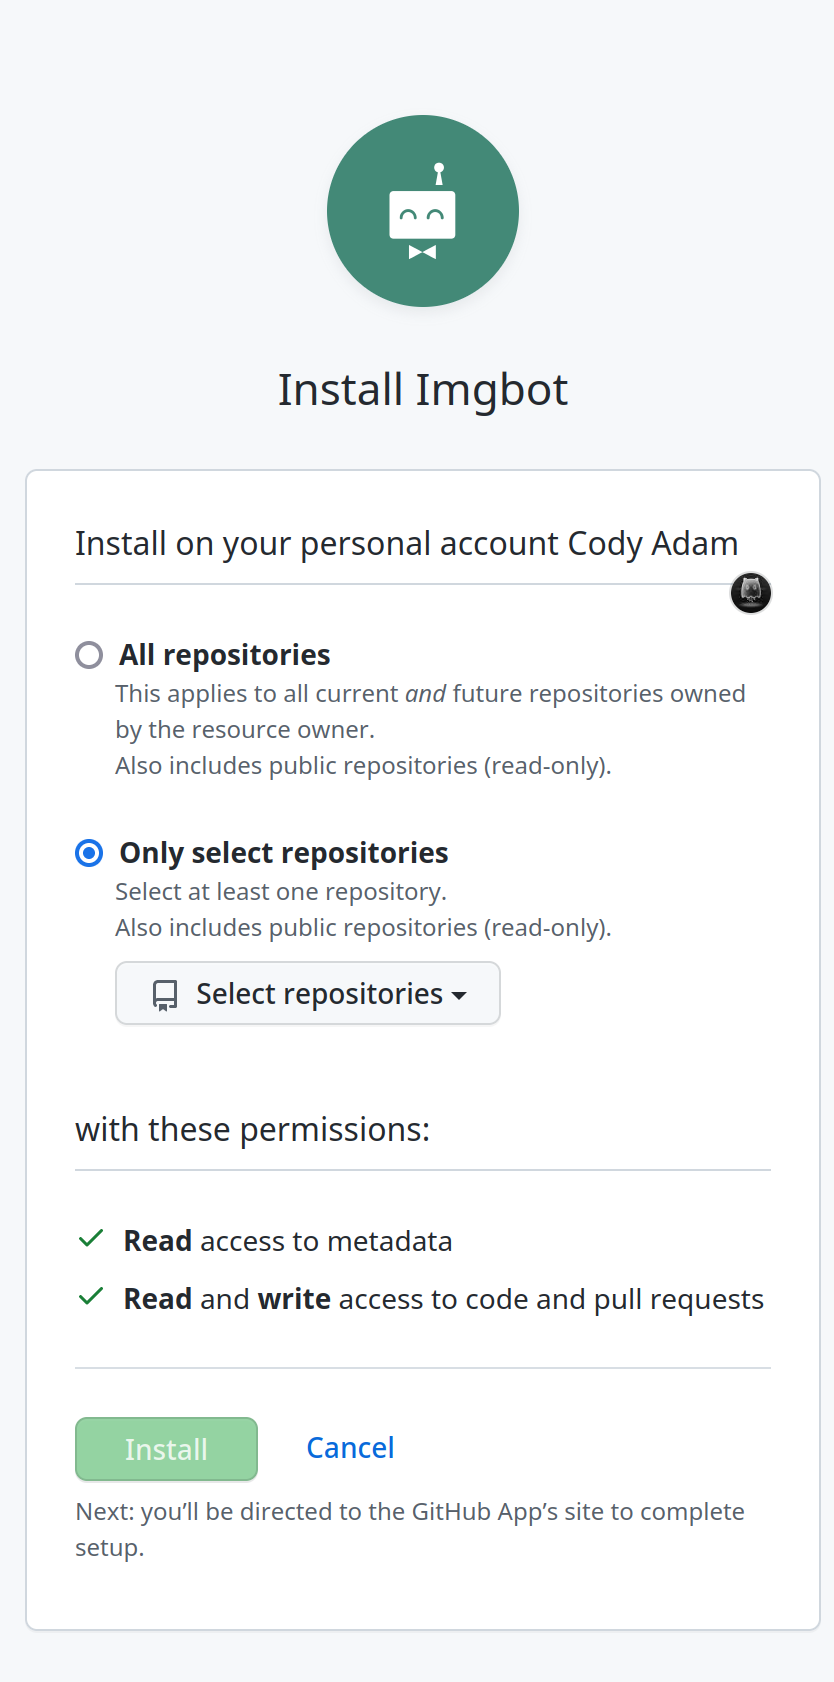 Install Imgbot
Install on your personal account Cody Adam
All repositories
This applies to all current and future repositories owned
by the resource owner.
Also includes public repositories (read-only).
Only select repositories
Select at least one repository.
Also includes public repositories (read-only).
Select repositories
with these permissions:
Read access to metadata
Read and write access to code and pull requests
Install
Cancel
Next: you’ll be directed to the GitHub App’s site to complete
setup.